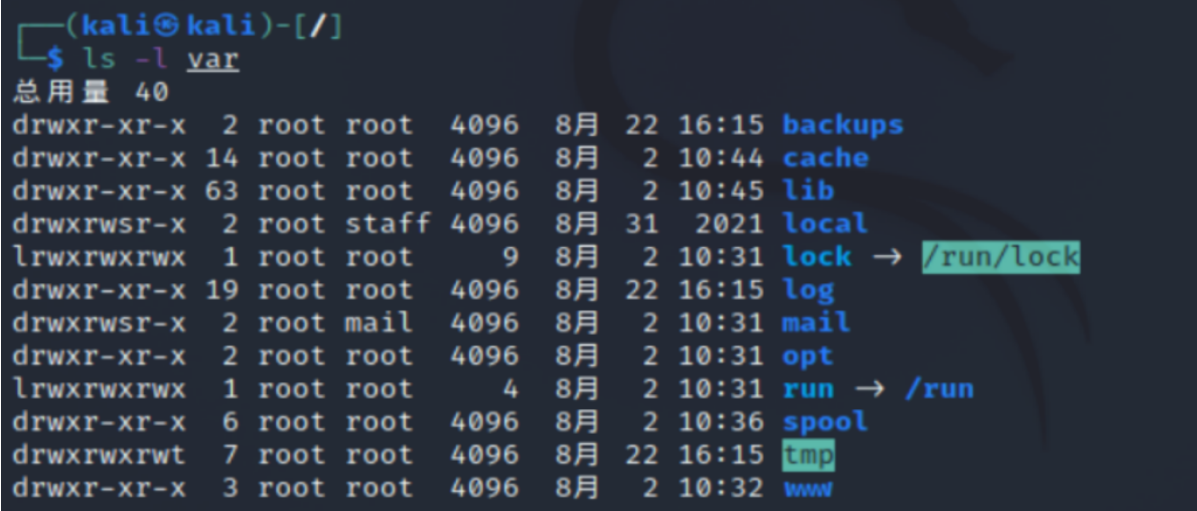 ┌──(kali㉿kali)-[/]
└─$ ls -l var
总用量 40
drwxr-xr-x  2 root root  4096  8月 22 16:15 backups
drwxr-xr-x 14 root root  4096  8月  2 10:44 cache
drwxr-xr-x 63 root root  4096  8月  2 10:45 lib
drwxrwsr-x  2 root staff 4096  8月 31  2021 local
lrwxrwxrwx  1 root root     9  8月  2 10:31 lock → /run/lock
drwxr-xr-x 19 root root  4096  8月 22 16:15 log
drwxrwsr-x  2 root mail  4096  8月  2 10:31 mail
drwxr-xr-x  2 root root  4096  8月  2 10:31 opt
lrwxrwxrwx  1 root root     4  8月  2 10:31 run → /run
drwxr-xr-x  6 root root  4096  8月  2 10:36 spool
drwxrwxrwt  7 root root  4096  8月 22 16:15 tmp
drwxr-xr-x  3 root root  4096  8月  2 10:32 www